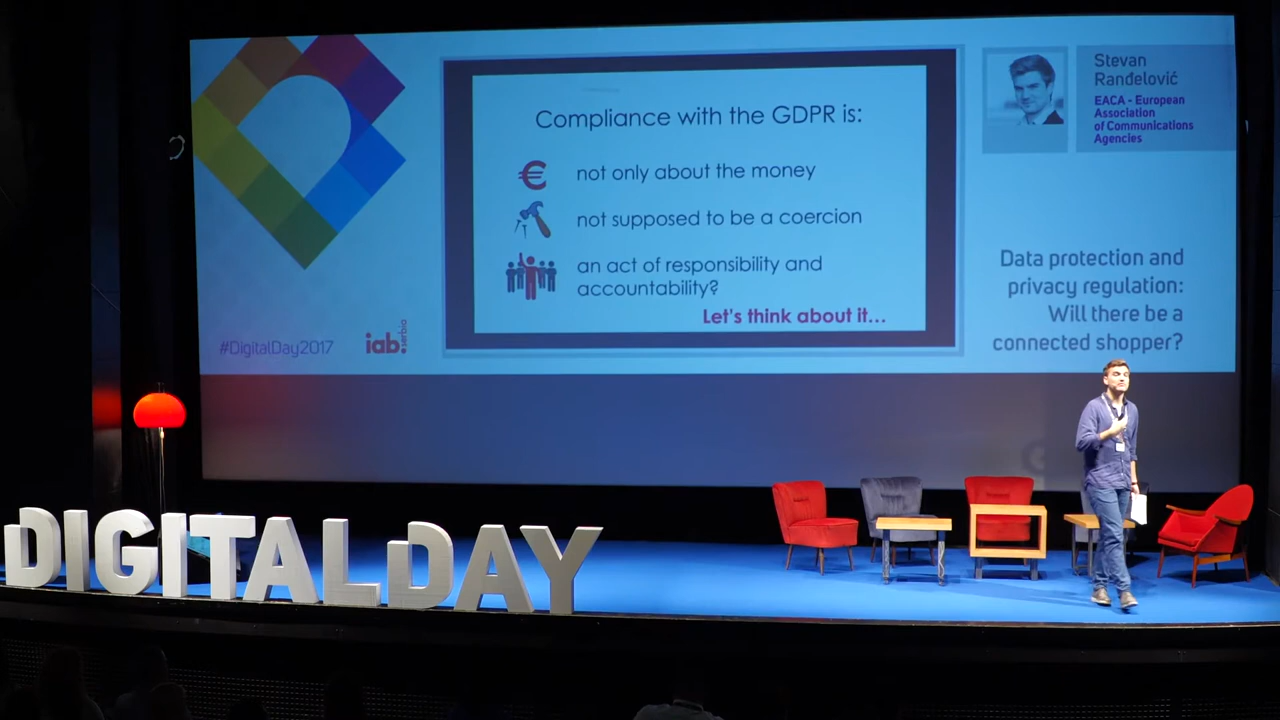 Compliance with the GDPR is:
€
not only about the money
not supposed to be a coercion
an act of responsibility and
accountability?
Let's think about it...
Stevan
Ranđelović
EACA - European
Association
of Communications
Agencies
Data protection and
privacy regulation:
Will there be a
connected shopper?
#DigitalDay2017
iab.
serbia
DIGITALDAY